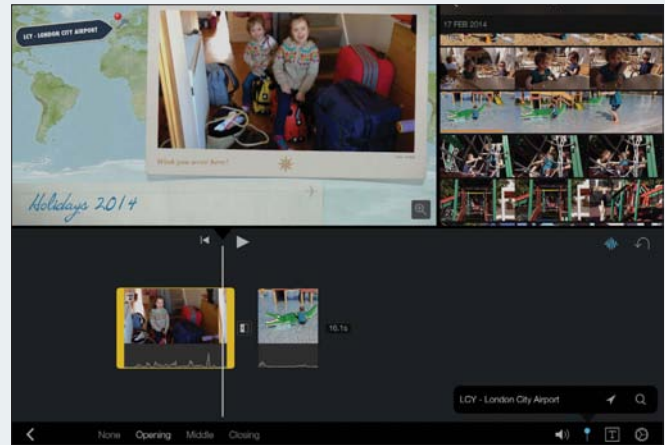 LCY - LONDON CITY AIRPORT
Wish you were here?
Holidays 2014
17 FEB 2014
16.1s
LCY - London City Airport
None Opening Middle Closing
T